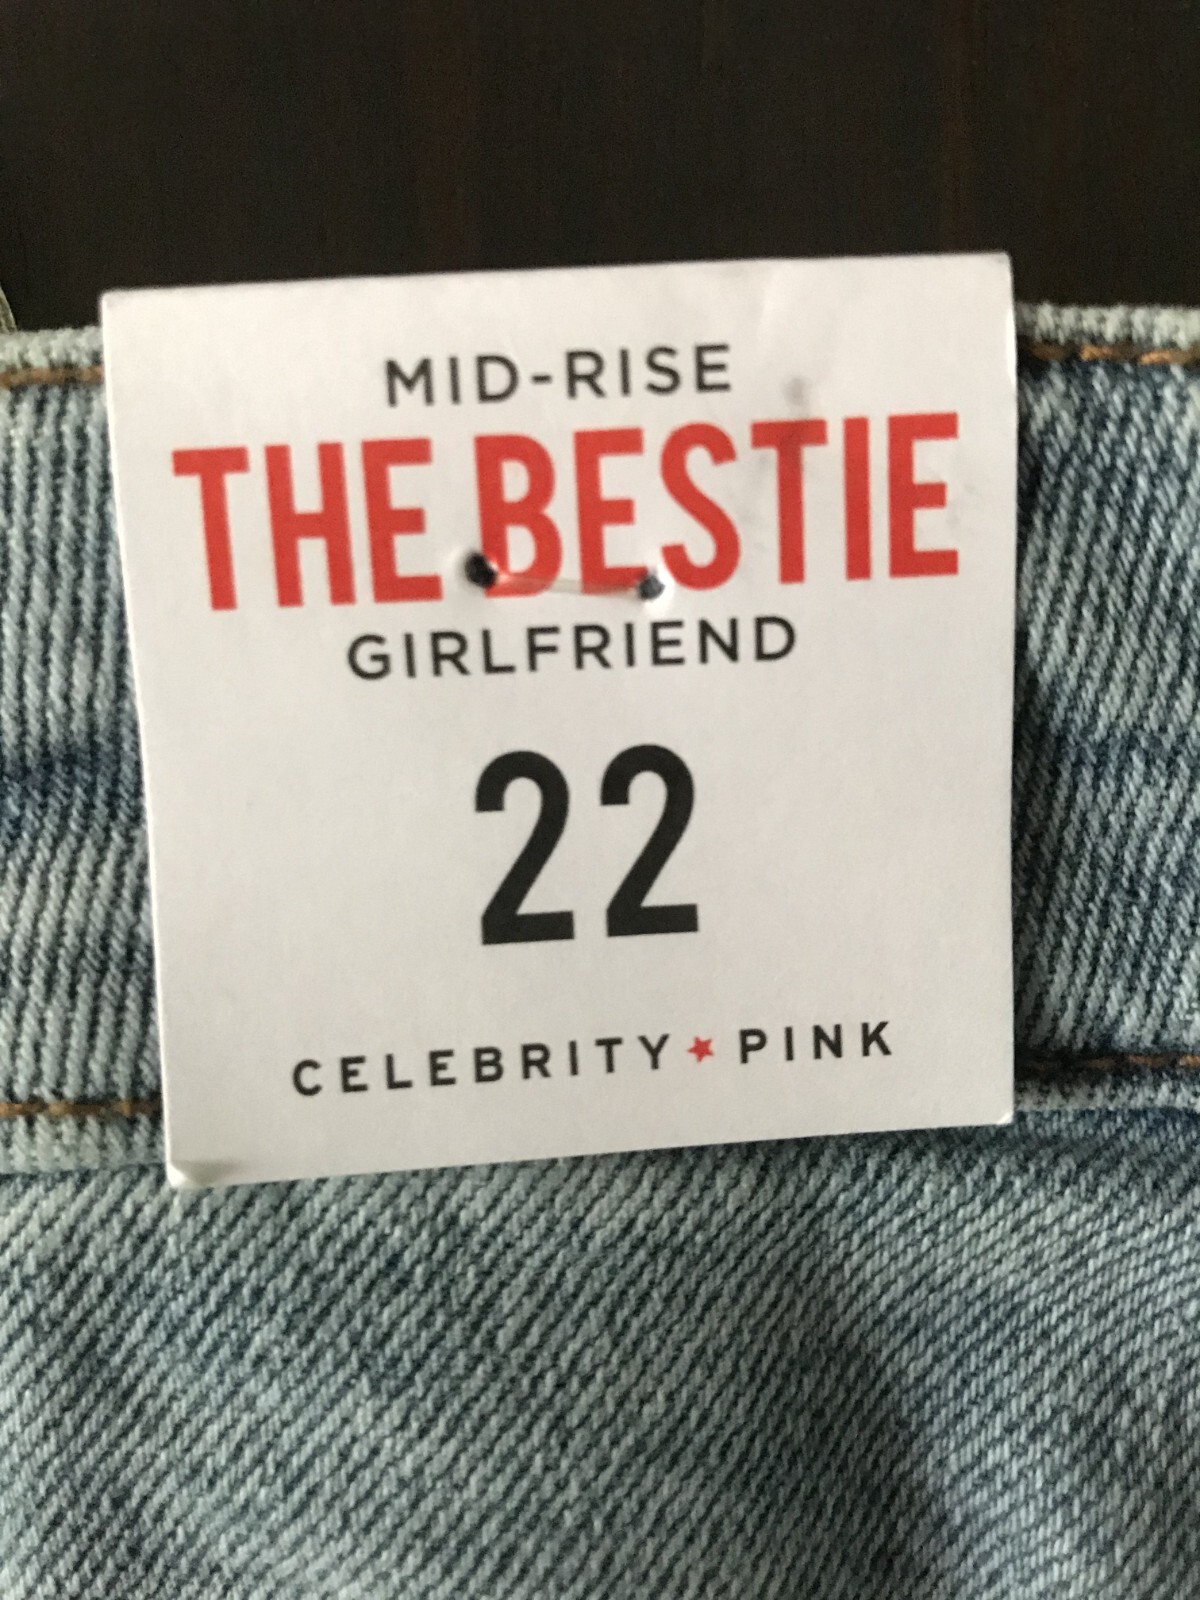 MID-RISE
THE BESTIE
GIRLFRIEND
22
CELEBRITY★PINK